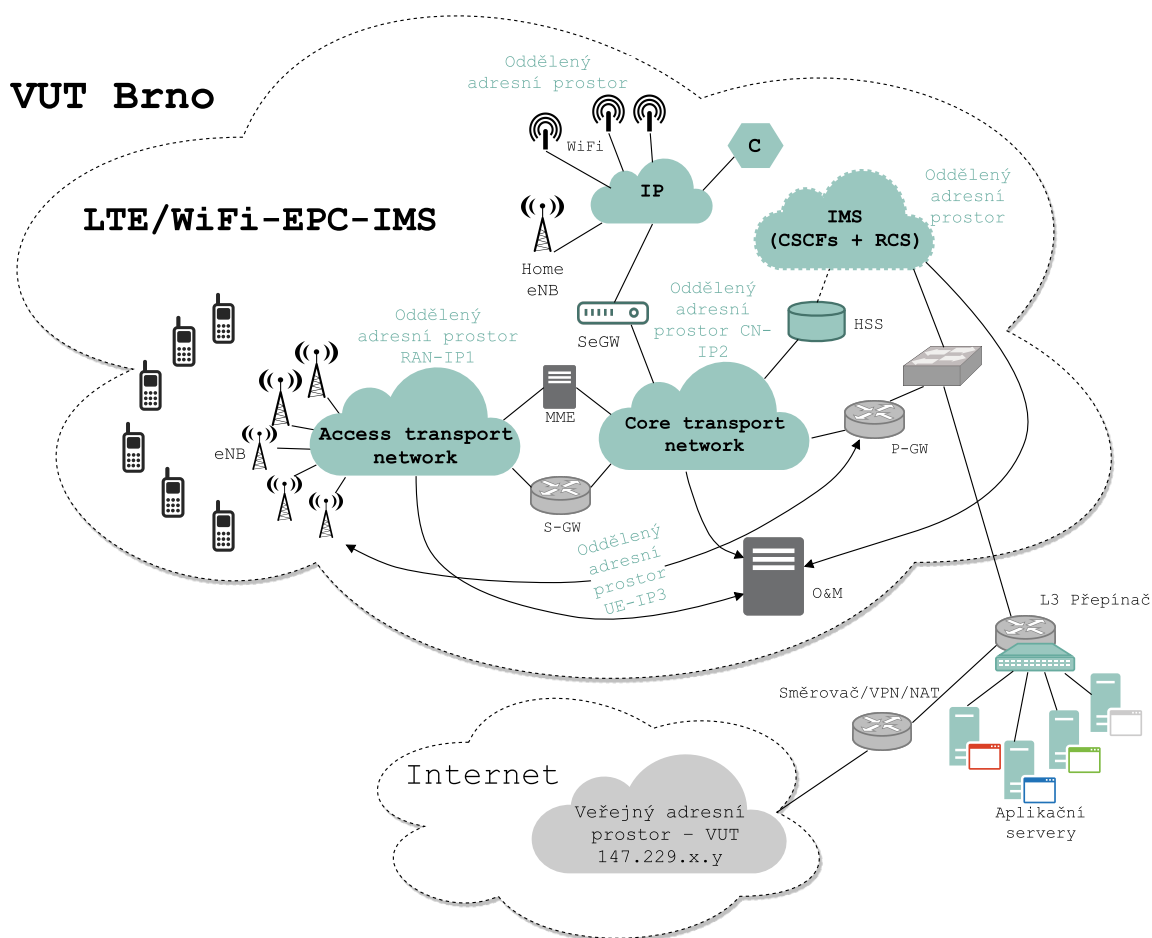 VUT Brno
LTE/WiFi-EPC-IMS
Oddělený
adresní prostor
WiFi
C
IP
Home
eNB
Oddělený
adresní
prostor
IMS
(CSCFs + RCS)
SeGW
Oddělený
adresní
prostor CN-
IP2
HSS
Oddělený
adresní prostor
RAN-IP1
MME
Access transport
network
Core transport
network
eNB
P-GW
S-GW
Oddělený
adresní
prostor
UE-IP3
O&M
L3 Přepínač
Směrovač/VPN/NAT
Aplikační
servery
Internet
Veřejný adresní
prostor – VUT
147.229.x.y